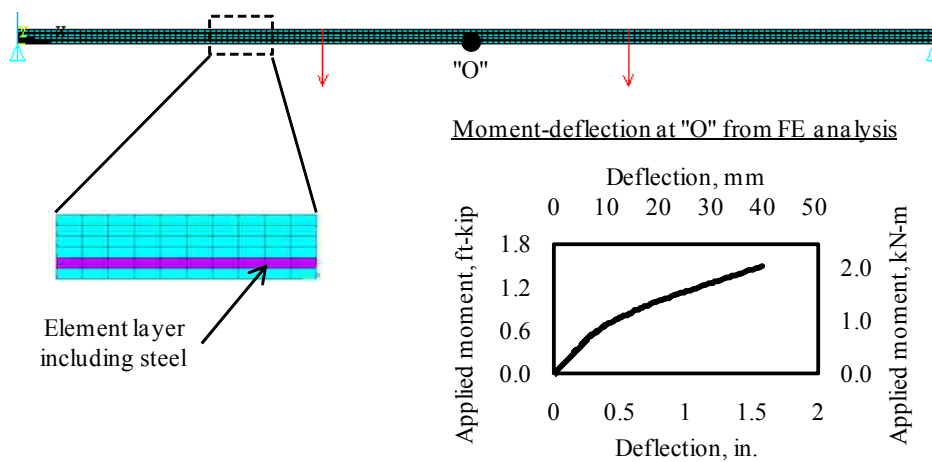 Y
X
"O"
Moment-deflection at "O" from FE analysis
Deflection, mm
0 10 20 30 40 50
Applied moment, ft-kip
1.8
1.2
0.6
0.0
Applied moment, kN-m
2.0
1.0
0.0
0 0.5 1 1.5 2
Deflection, in.
Element layer
including steel